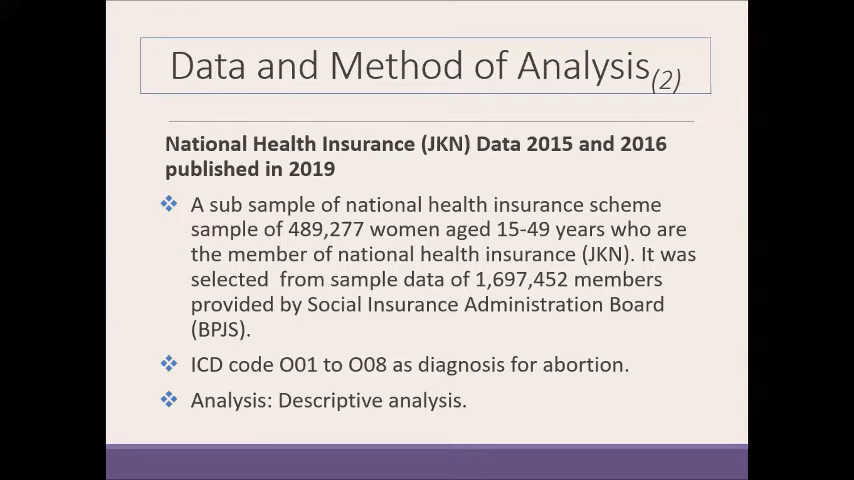 Data and Method of Analysis(2)
National Health Insurance (JKN) Data 2015 and 2016
published in 2019
❖ A sub sample of national health insurance scheme
sample of 489,277 women aged 15-49 years who are
the member of national health insurance (JKN). It was
selected from sample data of 1,697,452 members
provided by Social Insurance Administration Board
(BPJS).
❖ ICD code O01 to O08 as diagnosis for abortion.
❖ Analysis: Descriptive analysis.